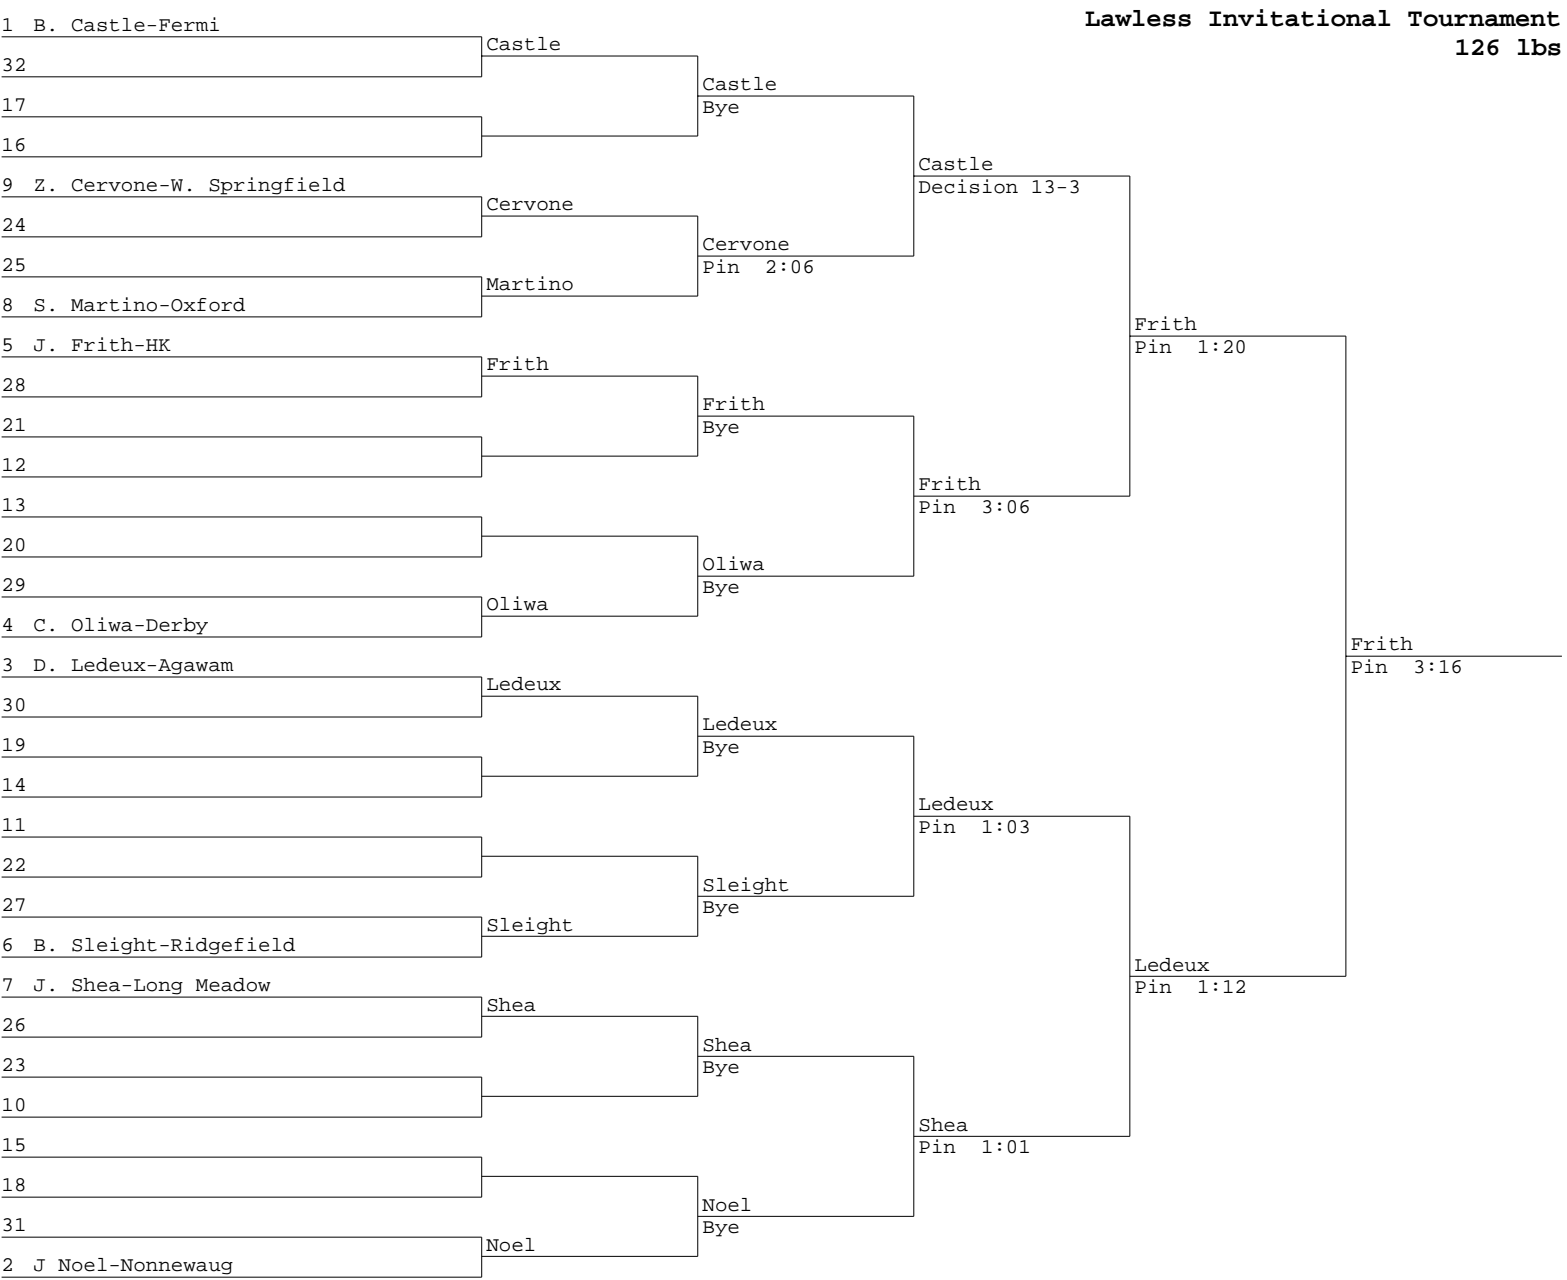 Lawless Invitational Tournament
126 lbs
1 B. Castle-Fermi
32
17
16
9 Z. Cervone-W. Springfield
24
25
8 S. Martino-Oxford
5 J. Frith-HK
28
21
12
13
20
29
4 C. Oliwa-Derby
3 D. Ledeux-Agawam
30
19
14
11
22
27
6 B. Sleight-Ridgefield
7 J. Shea-Long Meadow
26
23
10
15
18
31
2 J Noel-Nonnewaug
Castle
Cervone
Martino
Frith
Oliwa
Ledeux
Sleight
Shea
Noel
Castle
Bye
Cervone
Pin 2:06
Frith
Bye
Oliwa
Bye
Ledeux
Bye
Sleight
Bye
Shea
Bye
Noel
Bye
Castle
Decision 13-3
Frith
Pin 3:06
Ledeux
Pin 1:03
Shea
Pin 1:01
Frith
Pin 1:20
Ledeux
Pin 1:12
Frith
Pin 3:16